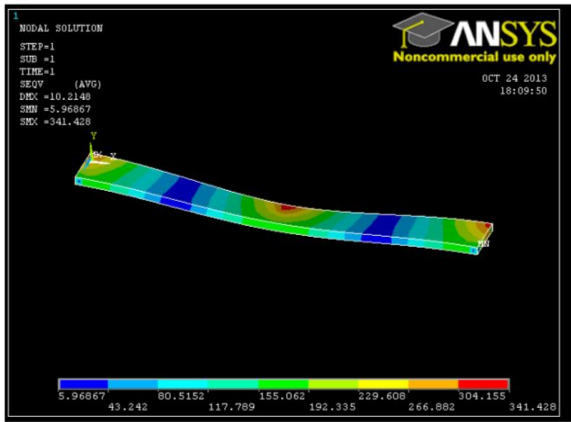 1
NODAL SOLUTION
STEP=1
SUB =1
TIME=1
SEQV (AVG)
DMX =10.2148
SMN =5.96867
SMX =341.428
ANSYS
Noncommercial use only
OCT 24 2013
18:09:50
Y
X
MN
5.96867 80.5152 155.062 229.608 304.155
43.242 117.789 192.335 266.882 341.428